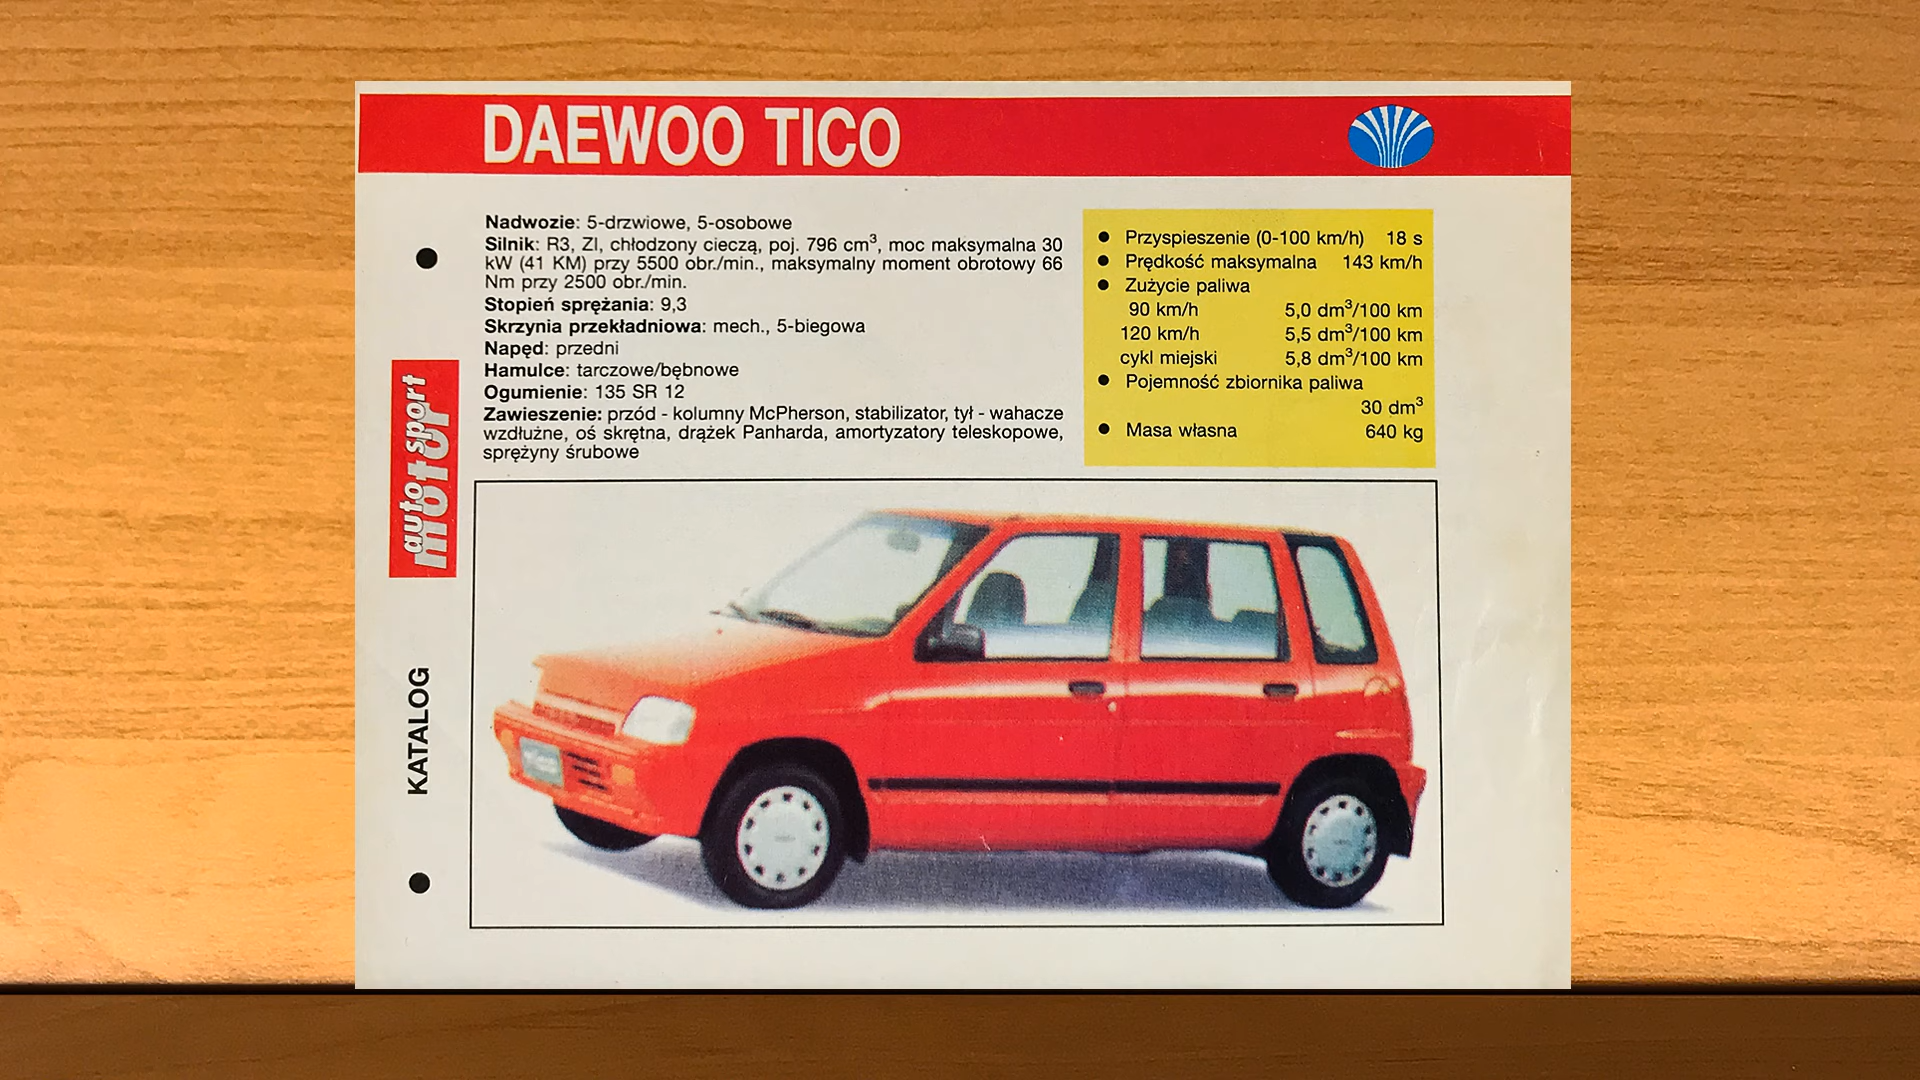 DAEWOO TICO
Nadwozie: 5-drzwiowe, 5-osobowe
Silnik: R3, ZI, chłodzony cieczą, poj. 796 cm³, moc maksymalna 30
kW (41 KM) przy 5500 obr./min., maksymalny moment obrotowy 66
Nm przy 2500 obr./min.
Stopień sprężania: 9,3
Skrzynia przekładniowa: mech., 5-biegowa
Napęd: przedni
Hamulce: tarczowe/bębnowe
Ogumienie: 135 SR 12
Zawieszenie: przód - kolumny McPherson, stabilizator, tył - wahacze
wzdłużne, oś skrętna, drążek Panharda, amortyzatory teleskopowe,
sprężyny śrubowe
Przyspieszenie (0-100 km/h) 18 s
Prędkość maksymalna 143 km/h
Zużycie paliwa
90 km/h 5,0 dm³/100 km
120 km/h 5,5 dm³/100 km
cykl miejski 5,8 dm³/100 km
Pojemność zbiornika paliwa
30 dm³
Masa własna 640 kg
auto motor sport
KATALOG